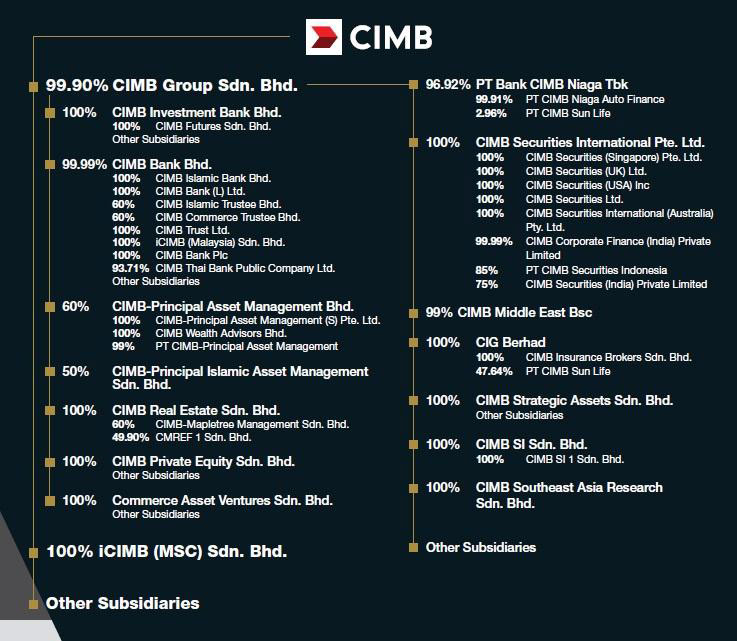 CIMB
99.90% CIMB Group Sdn. Bhd.
100% CIMB Investment Bank Bhd.
100% CIMB Futures Sdn. Bhd.
Other Subsidiaries
99.99% CIMB Bank Bhd.
100% CIMB Islamic Bank Bhd.
100% CIMB Bank (L) Ltd.
60% CIMB Islamic Trustee Bhd.
60% CIMB Commerce Trustee Bhd.
100% CIMB Trust Ltd.
100% iCIMB (Malaysia) Sdn. Bhd.
100% CIMB Bank Plc
93.71% CIMB Thai Bank Public Company Ltd.
Other Subsidiaries
60% CIMB-Principal Asset Management Bhd.
100% CIMB-Principal Asset Management (S) Pte. Ltd.
100% CIMB Wealth Advisors Bhd.
99% PT CIMB-Principal Asset Management
50% CIMB-Principal Islamic Asset Management
Sdn. Bhd.
100% CIMB Real Estate Sdn. Bhd.
60% CIMB-Mapletree Management Sdn. Bhd.
49.90% CMREF 1 Sdn. Bhd.
100% CIMB Private Equity Sdn. Bhd.
Other Subsidiaries
100% Commerce Asset Ventures Sdn. Bhd.
Other Subsidiaries
100% iCIMB (MSC) Sdn. Bhd.
Other Subsidiaries
96.92% PT Bank CIMB Niaga Tbk
99.91% PT CIMB Niaga Auto Finance
2.96% PT CIMB Sun Life
100% CIMB Securities International Pte. Ltd.
100% CIMB Securities (Singapore) Pte. Ltd.
100% CIMB Securities (UK) Ltd.
100% CIMB Securities (USA) Inc
100% CIMB Securities Ltd.
100% CIMB Securities International (Australia)
Pty. Ltd.
99.99% CIMB Corporate Finance (India) Private
Limited
85% PT CIMB Securities Indonesia
75% CIMB Securities (India) Private Limited
99% CIMB Middle East Bsc
100% CIG Berhad
100% CIMB Insurance Brokers Sdn. Bhd.
47.64% PT CIMB Sun Life
100% CIMB Strategic Assets Sdn. Bhd.
Other Subsidiaries
100% CIMB SI Sdn. Bhd.
100% CIMB SI 1 Sdn. Bhd.
100% CIMB Southeast Asia Research
Sdn. Bhd.
Other Subsidiaries